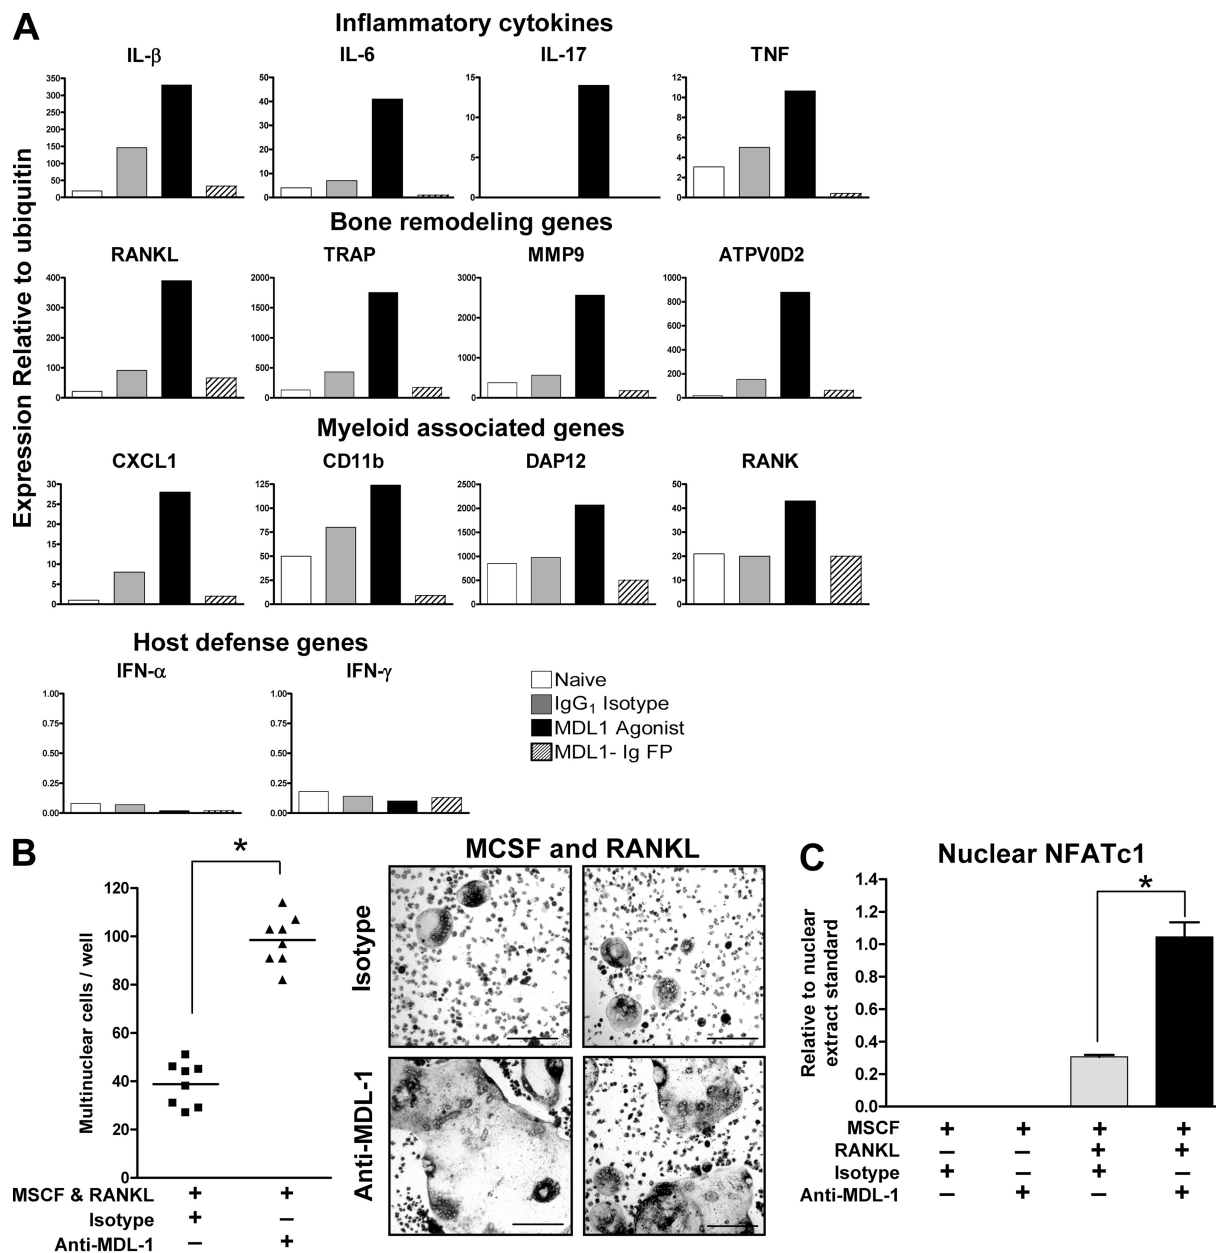 A
Inflammatory cytokines
IL-β
IL-6
IL-17
TNF
350
300
250
200
150
100
50
0
50
40
30
20
10
0
15
10
5
0
12
10
8
6
4
2
0
Expression Relative to ubiquitin
Bone remodeling genes
RANKL
TRAP
MMP9
ATPV0D2
400
300
200
100
0
2000
1500
1000
500
0
3000
2000
1000
0
1000
800
600
400
200
0
Myeloid associated genes
CXCL1
CD11b
DAP12
RANK
30
25
20
15
10
5
0
125
100
75
50
25
0
2500
2000
1500
1000
500
0
50
40
30
20
10
0
Host defense genes
IFN-α
IFN-γ
1.00
0.75
0.50
0.25
0.00
1.00
0.75
0.50
0.25
0.00
Naive
IgG1 Isotype
MDL1 Agonist
MDL1- Ig FP
B
*
Multinuclear cells / well
120
100
80
60
40
20
0
MSCF & RANKL + +
Isotype + –
Anti-MDL-1 – +
MCSF and RANKL
Isotype
Anti-MDL-1
C
Nuclear NFATc1
*
Relative to nuclear
extract standard
1.4
1.2
1.0
0.8
0.6
0.4
0.2
0.0
MSCF + + + +
RANKL – – + +
Isotype + – + –
Anti-MDL-1 – + – +